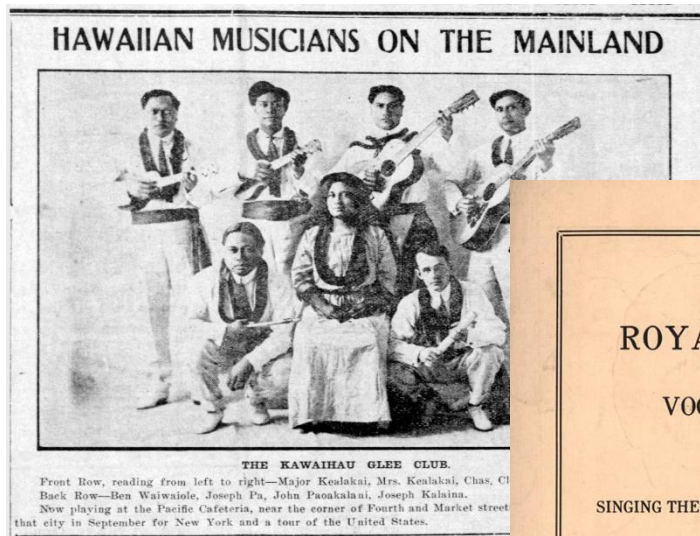 HAWAIIAN MUSICIANS ON THE MAINLAND
THE KAWAIHAU GLEE CLUB.
Front Row, reading from left to right—Major Kealakai, Mrs. Kealakai, Chas, Cl
Back Row—Ben Waiwaiole, Joseph Pa, John Paoakalani, Joseph Kalaina.
Now playing at the Pacific Cafeteria, near the corner of Fourth and Market street
that city in September for New York and a tour of the United States.
ROYA
VOC
SINGING THE